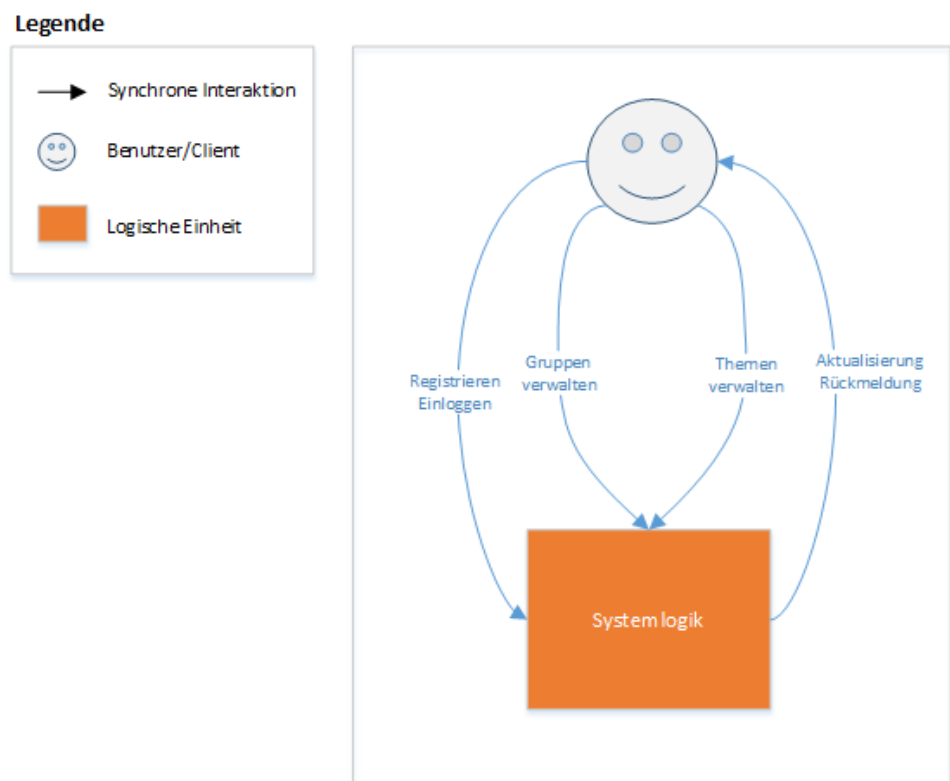 Legende
Synchrone Interaktion
Benutzer/Client
Logische Einheit
Registrieren
Einloggen
Gruppen
verwalten
Themen
verwalten
Aktualisierung
Rückmeldung
Systemlogik